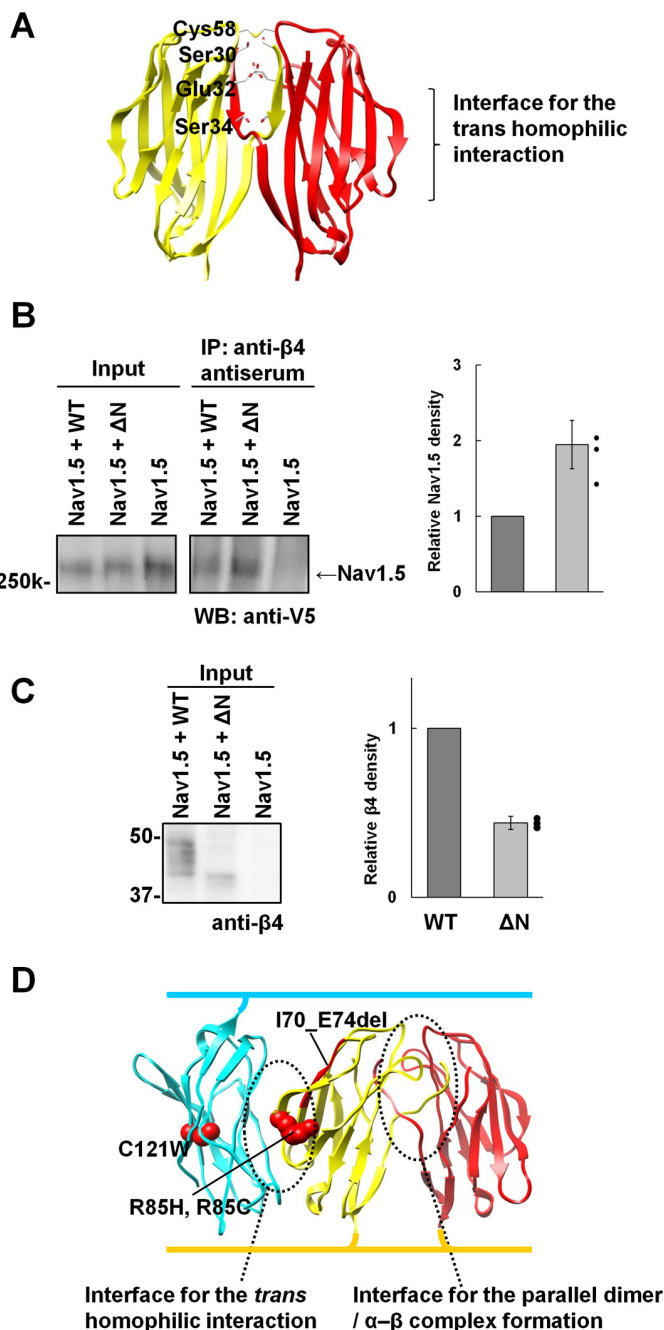 A
Cys58
Ser30
Glu32
Ser34
Interface for the
trans homophilic
interaction
B
Input
IP: anti-β4
antiserum
Nav1.5 + WT
Nav1.5 + ΔN
Nav1.5
Nav1.5 + WT
Nav1.5 + ΔN
Nav1.5
250k-
←Nav1.5
WB: anti-V5
Relative Nav1.5 density
3
2
1
0
C
Input
Nav1.5 + WT
Nav1.5 + ΔN
Nav1.5
50-
37-
anti-β4
Relative β4 density
1
0
WT ΔN
D
I70_E74del
C121W
R85H, R85C
Interface for the trans
homophilic interaction
Interface for the parallel dimer
/ α–β complex formation